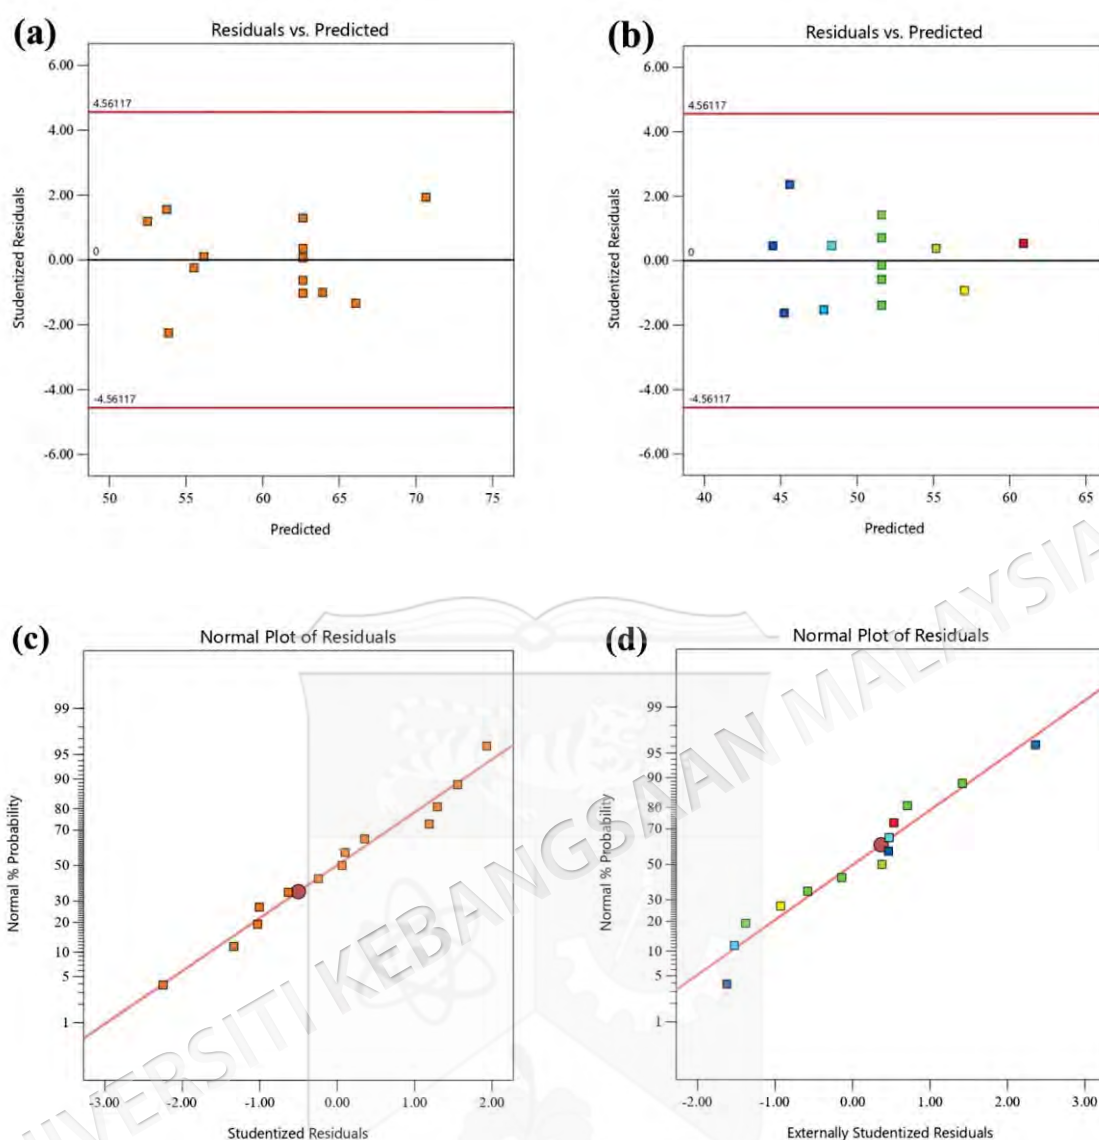 (a)
Residuals vs. Predicted
Studentized Residuals
6.00
4.00
2.00
0.00
-2.00
-4.00
-6.00
4.56117
0
-4.56117
50 55 60 65 70 75
Predicted
(b)
Residuals vs. Predicted
Studentized Residuals
6.00
4.00
2.00
0.00
-2.00
-4.00
-6.00
4.56117
0
-4.56117
40 45 50 55 60 65
Predicted
(c)
Normal Plot of Residuals
Normal % Probability
99
95
90
80
70
50
30
20
10
5
1
-3.00 -2.00 -1.00 0.00 1.00 2.00
Studentized Residuals
(d)
Normal Plot of Residuals
Normal % Probability
99
95
90
80
70
50
30
20
10
5
1
-2.00 -1.00 0.00 1.00 2.00 3.00
Externally Studentized Residuals
UNIVERSITI KEBANGSAAN MALAYSIA